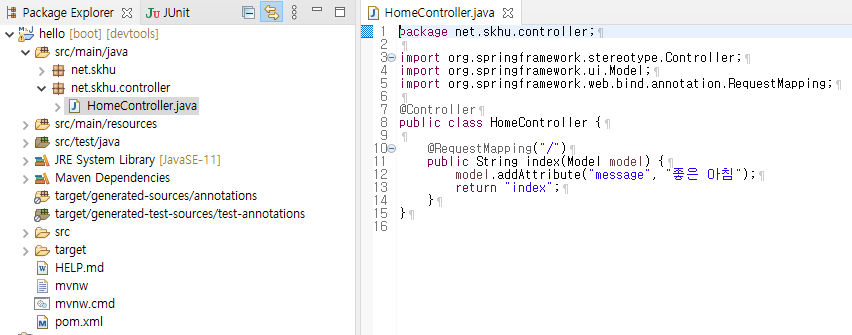 Package Explorer
JUnit
hello [boot] [devtools]
src/main/java
net.skhu
net.skhu.controller
HomeController.java
src/main/resources
src/test/java
JRE System Library [JavaSE-11]
Maven Dependencies
target/generated-sources/annotations
target/generated-test-sources/test-annotations
src
target
HELP.md
mvnw
mvnw.cmd
pom.xml
HomeController.java
1 package net.skhu.controller;
2
3 import org.springframework.stereotype.Controller;
4 import org.springframework.ui.Model;
5 import org.springframework.web.bind.annotation.RequestMapping;
6
7 @Controller
8 public class HomeController {
9
10 @RequestMapping("/")
11 public String index(Model model) {
12 model.addAttribute("message", "좋은 아침");
13 return "index";
14 }
15 }
16